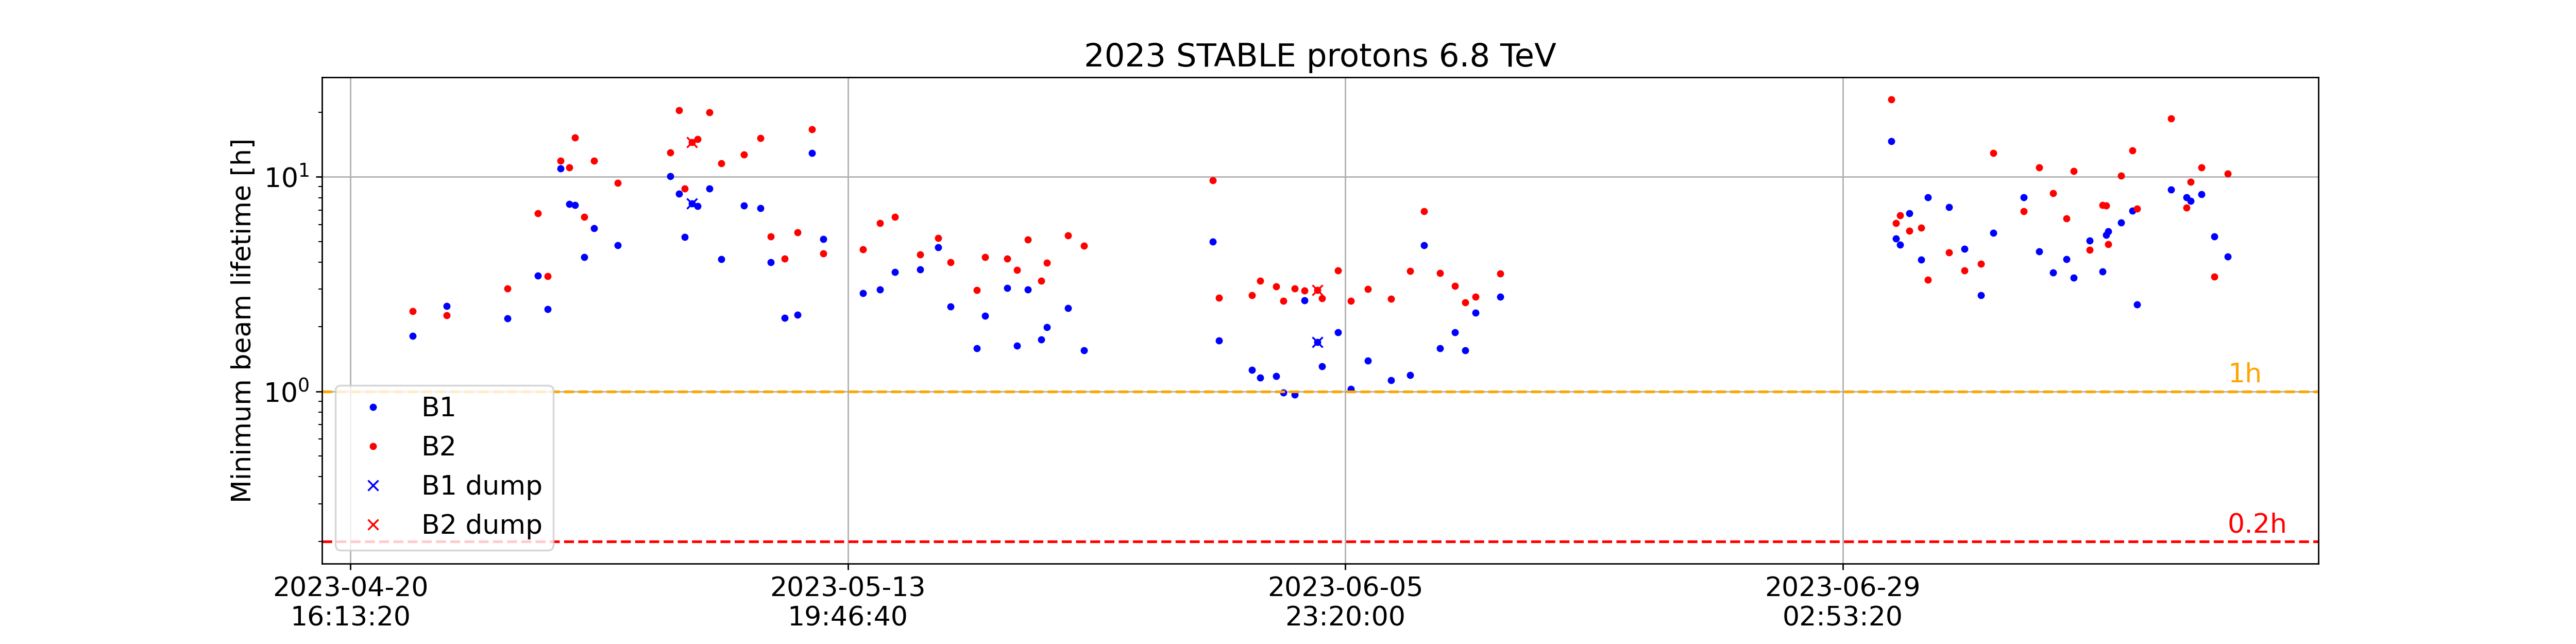 2023 STABLE protons 6.8 TeV
Minimum beam lifetime [h]
10¹
10⁰
1h
0.2h
B1
B2
B1 dump
B2 dump
2023-04-20 2023-05-13 2023-06-05 2023-06-29
16:13:20 19:46:40 23:20:00 02:53:20